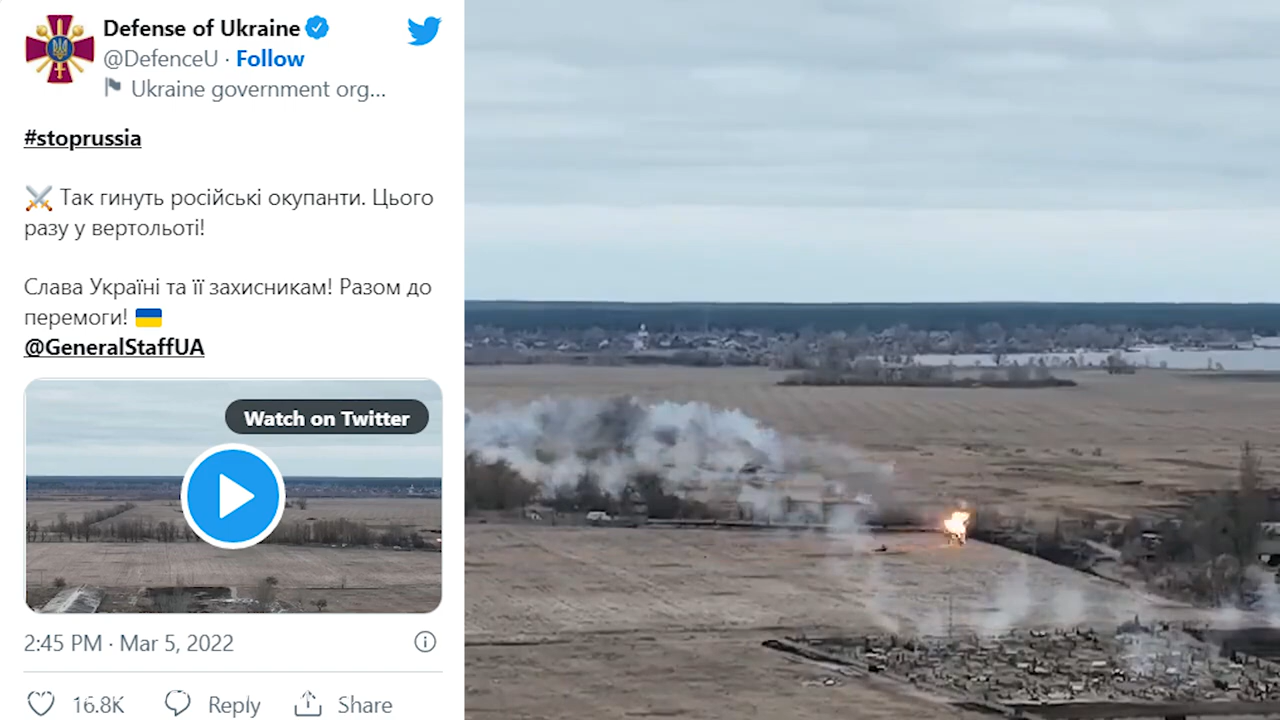 Defense of Ukraine
@DefenceU · Follow
Ukraine government org...
#stoprussia
Так гинуть російські окупанти. Цього
разу у вертольоті!
Слава Україні та її захисникам! Разом до
перемоги!
@GeneralStaffUA
Watch on Twitter
2:45 PM · Mar 5, 2022
16.8K Reply Share